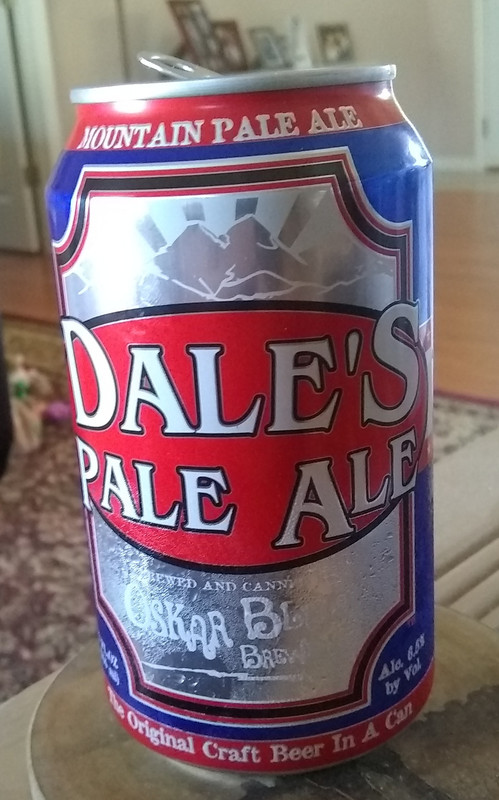 MOUNTAIN PALE ALE
DALE'S
PALE ALE
BREWED AND CANN
OSKAR BL
BREW
Alc. 6.5%
by Vol.
The Original Craft Beer In A Can